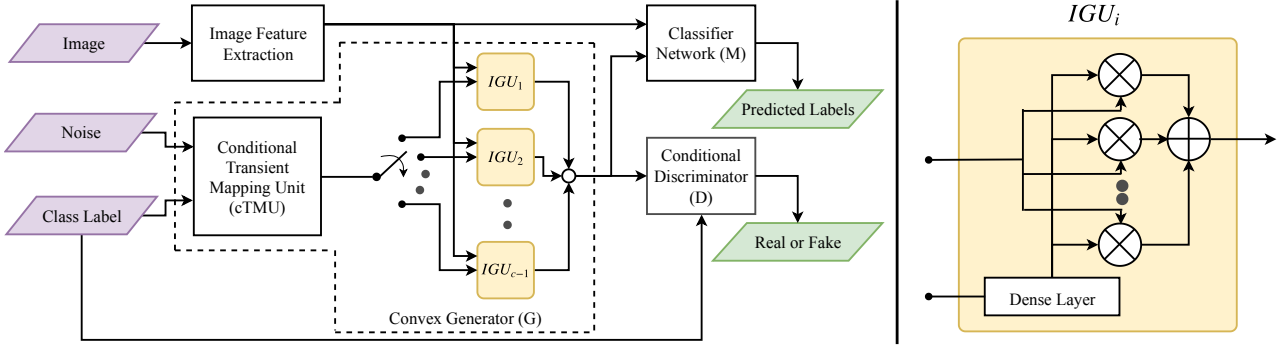 Image
Image Feature
Extraction
Classifier
Network (M)
Predicted Labels
Noise
Conditional
Transient
Mapping Unit
(cTMU)
Class Label
IGU₁
IGU₂
IGU𝑐₋₁
Convex Generator (G)
Conditional
Discriminator
(D)
Real or Fake
IGUᵢ
Dense Layer